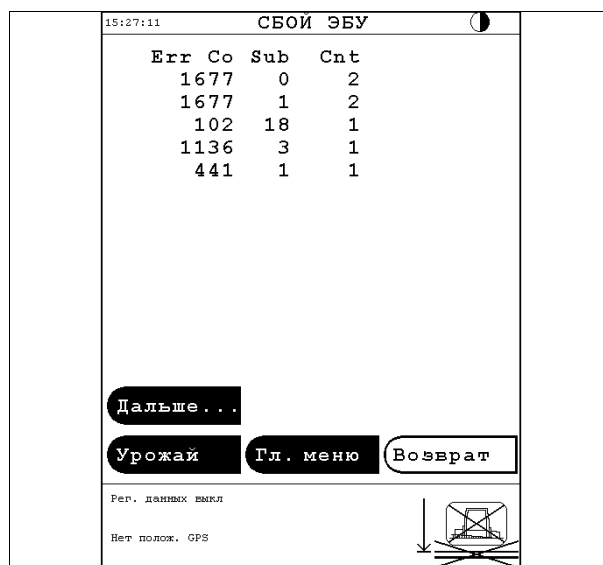 15:27:11 СБОЙ ЭБУ
Err Co Sub Cnt
1677 0 2
1677 1 2
102 18 1
1136 3 1
441 1 1
Дальше...
Урожай Гл. меню Возврат
Рег. данных выкл
Нет полож. GPS